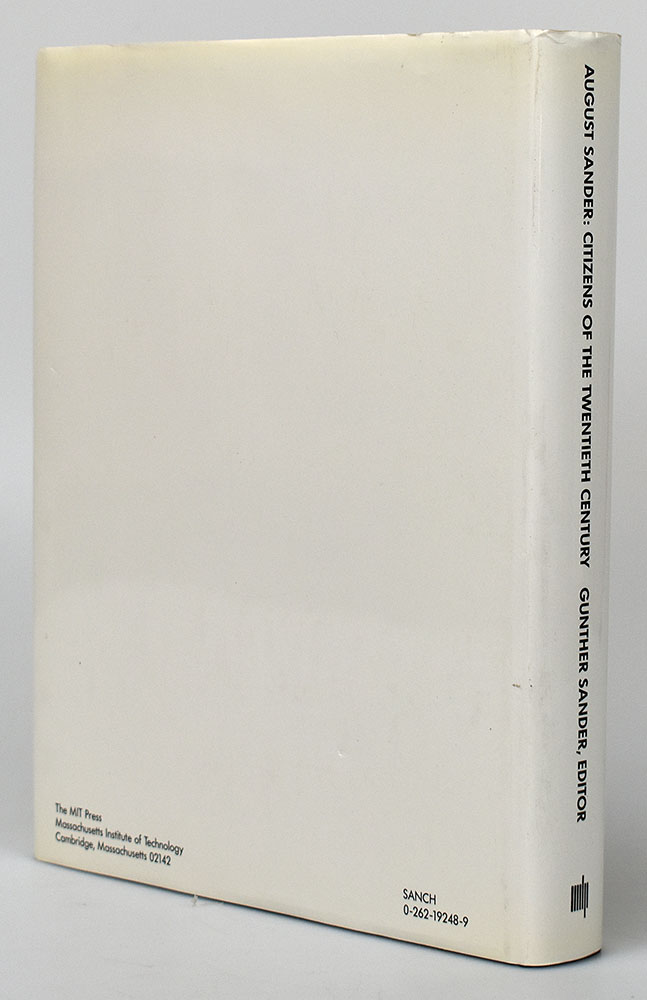 AUGUST SANDER: CITIZENS OF THE TWENTIETH CENTURY GUNTHER SANDER, EDITOR
The MIT Press
Massachusetts Institute of Technology
Cambridge, Massachusetts 02142
SANCH
0-262-19248-9